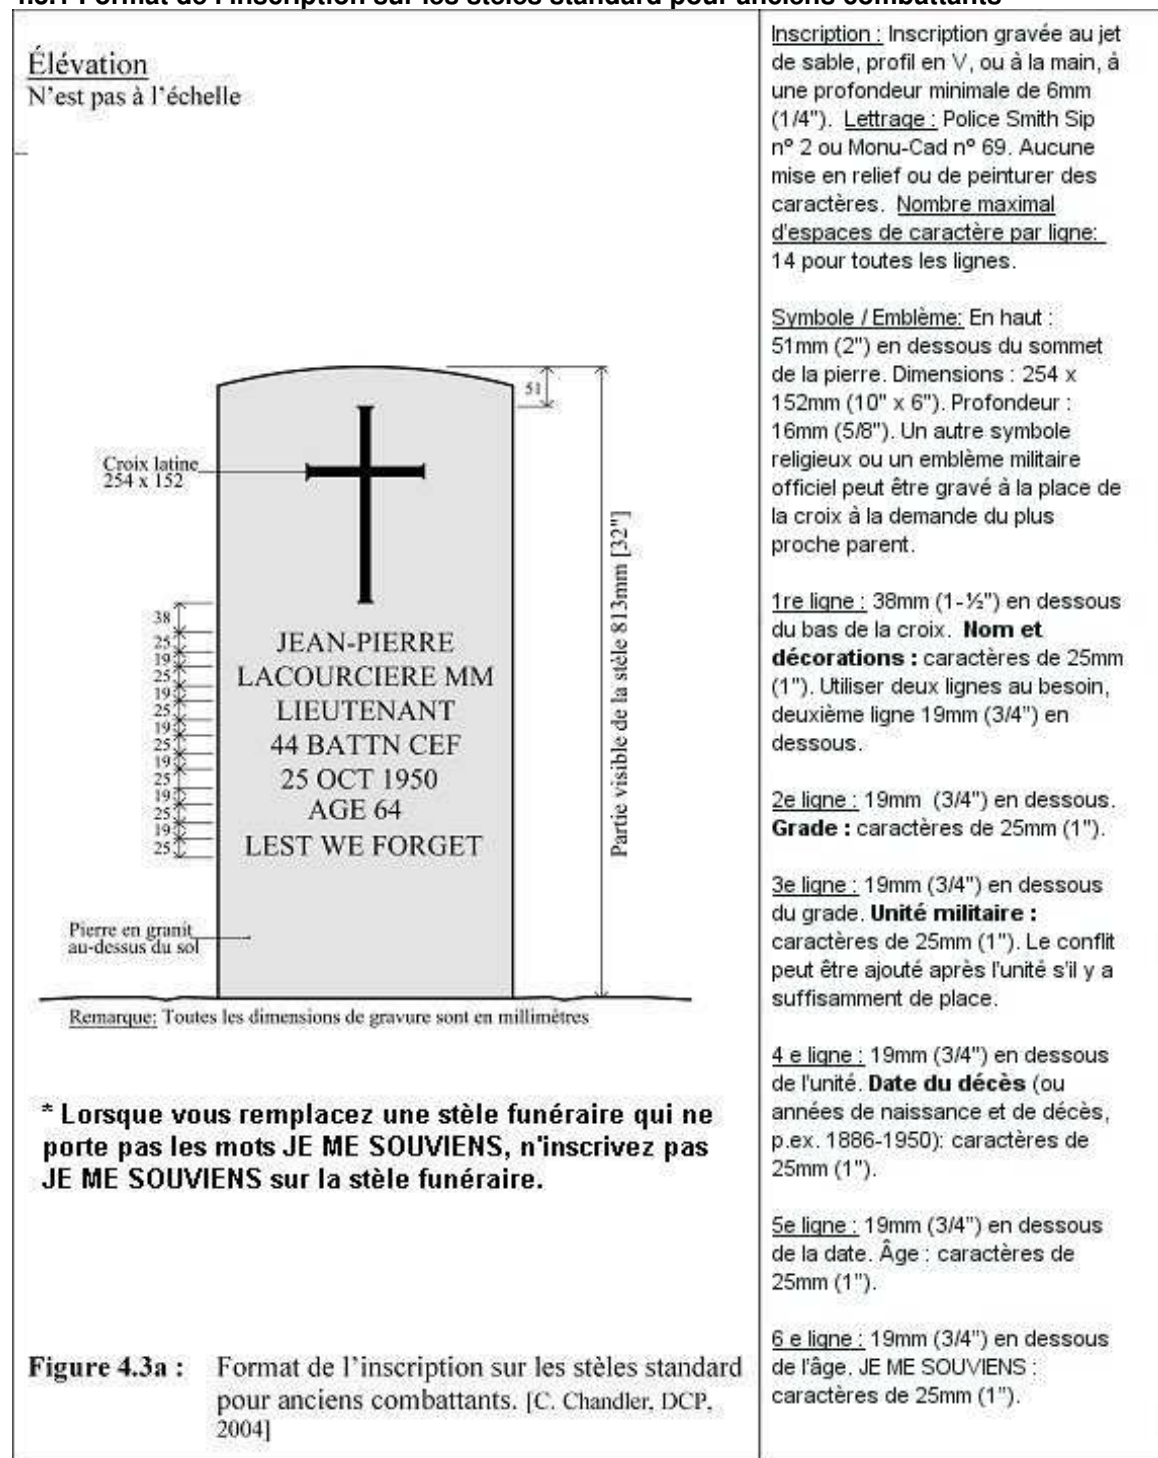 4.3.1 Format de l'inscription sur les stèles standard pour anciens combattants
Élévation
N'est pas à l'échelle
51
Croix latine
254 x 152
Partie visible de la stèle 813mm [32"]
38
25
19
25
19
25
19
25
19
25
19
25
19
25
JEAN-PIERRE
LACOURCIERE MM
LIEUTENANT
44 BATTN CEF
25 OCT 1950
AGE 64
LEST WE FORGET
Pierre en granit
au-dessus du sol
Remarque: Toutes les dimensions de gravure sont en millimètres
* Lorsque vous remplacez une stèle funéraire qui ne
porte pas les mots JE ME SOUVIENS, n'inscrivez pas
JE ME SOUVIENS sur la stèle funéraire.
Figure 4.3a : Format de l'inscription sur les stèles standard
pour anciens combattants. [C. Chandler, DCP,
2004]
Inscription : Inscription gravée au jet
de sable, profil en V, ou à la main, à
une profondeur minimale de 6mm
(1/4"). Lettrage : Police Smith Sip
nº 2 ou Monu-Cad nº 69. Aucune
mise en relief ou de peinturer des
caractères. Nombre maximal
d'espaces de caractère par ligne:
14 pour toutes les lignes.
Symbole / Emblème: En haut :
51mm (2") en dessous du sommet
de la pierre. Dimensions : 254 x
152mm (10" x 6"). Profondeur :
16mm (5/8"). Un autre symbole
religieux ou un emblème militaire
officiel peut être gravé à la place de
la croix à la demande du plus
proche parent.
1re ligne : 38mm (1-½") en dessous
du bas de la croix. Nom et
décorations : caractères de 25mm
(1"). Utiliser deux lignes au besoin,
deuxième ligne 19mm (3/4") en
dessous.
2e ligne : 19mm (3/4") en dessous.
Grade : caractères de 25mm (1").
3e ligne : 19mm (3/4") en dessous
du grade. Unité militaire :
caractères de 25mm (1"). Le conflit
peut être ajouté après l'unité s'il y a
suffisamment de place.
4 e ligne : 19mm (3/4") en dessous
de l'unité. Date du décès (ou
années de naissance et de décès,
p.ex. 1886-1950): caractères de
25mm (1").
5e ligne : 19mm (3/4") en dessous
de la date. Âge : caractères de
25mm (1").
6 e ligne : 19mm (3/4") en dessous
de l'âge. JE ME SOUVIENS :
caractères de 25mm (1").